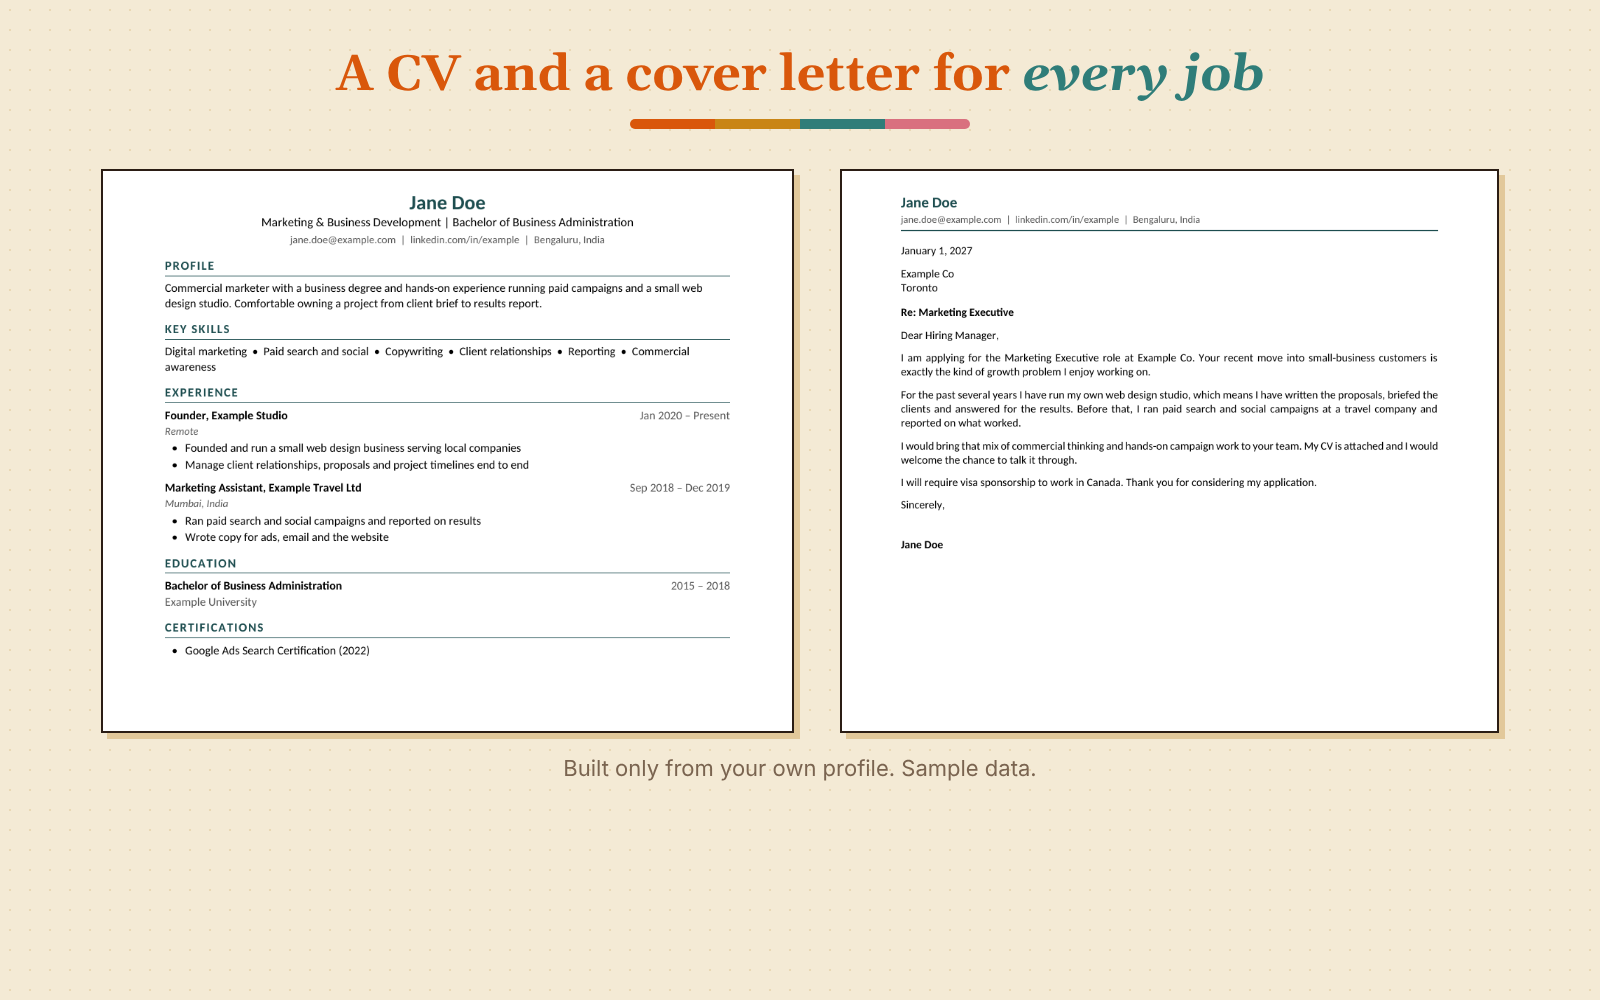 A CV and a cover letter for every job
Jane Doe
Marketing & Business Development | Bachelor of Business Administration
jane.doe@example.com | linkedin.com/in/example | Bengaluru, India
PROFILE
Commercial marketer with a business degree and hands-on experience running paid campaigns and a small web
design studio. Comfortable owning a project from client brief to results report.
KEY SKILLS
Digital marketing • Paid search and social • Copywriting • Client relationships • Reporting • Commercial
awareness
EXPERIENCE
Founder, Example Studio Jan 2020 – Present
Remote
• Founded and run a small web design business serving local companies
• Manage client relationships, proposals and project timelines end to end
Marketing Assistant, Example Travel Ltd Sep 2018 – Dec 2019
Mumbai, India
• Ran paid search and social campaigns and reported on results
• Wrote copy for ads, email and the website
EDUCATION
Bachelor of Business Administration 2015 – 2018
Example University
CERTIFICATIONS
• Google Ads Search Certification (2022)
Jane Doe
jane.doe@example.com | linkedin.com/in/example | Bengaluru, India
January 1, 2027
Example Co
Toronto
Re: Marketing Executive
Dear Hiring Manager,
I am applying for the Marketing Executive role at Example Co. Your recent move into small-business customers is
exactly the kind of growth problem I enjoy working on.
For the past several years I have run my own web design studio, which means I have written the proposals, briefed the
clients and answered for the results. Before that, I ran paid search and social campaigns at a travel company and
reported on what worked.
I would bring that mix of commercial thinking and hands-on campaign work to your team. My CV is attached and I would
welcome the chance to talk it through.
I will require visa sponsorship to work in Canada. Thank you for considering my application.
Sincerely,
Jane Doe
Built only from your own profile. Sample data.